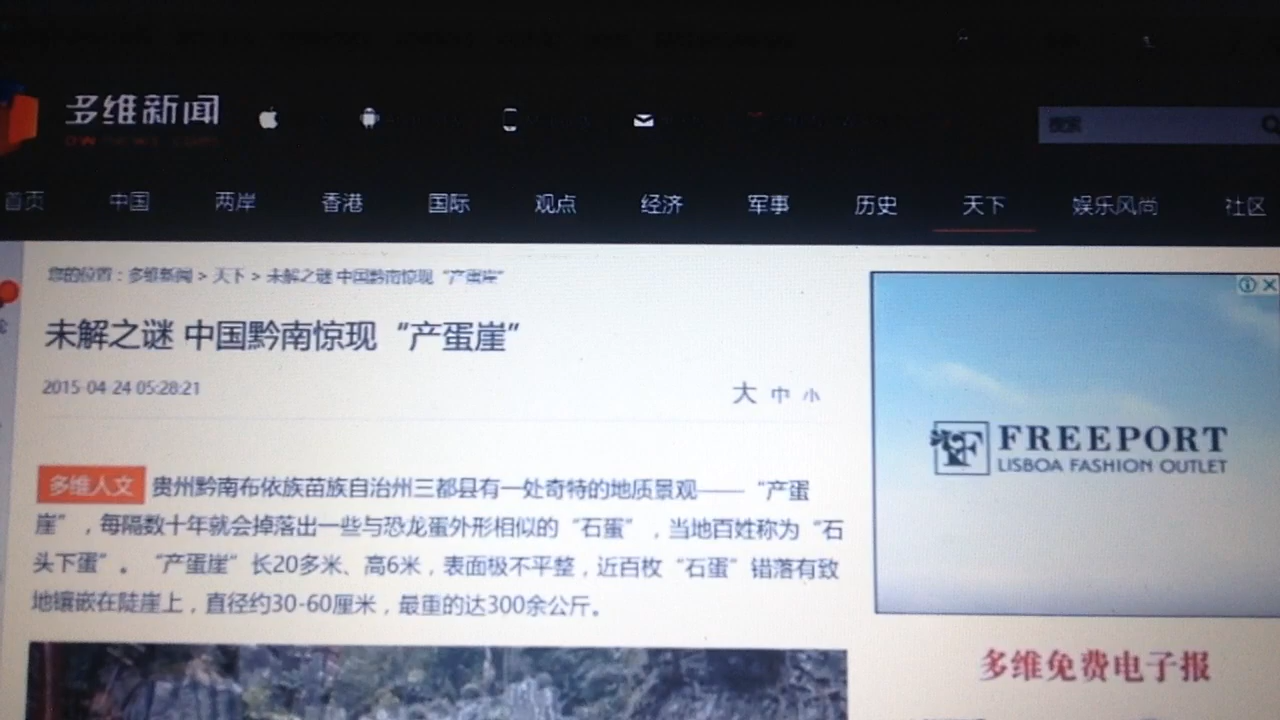 多维新闻
搜索
首页 中国 两岸 香港 国际 观点 经济 军事 历史 天下 娱乐风尚 社区
您的位置：多维新闻 > 天下 > 未解之谜 中国黔南惊现“产蛋崖”
未解之谜 中国黔南惊现“产蛋崖”
2015-04-24 05:28:21
大 中 小
多维人文 贵州黔南布依族苗族自治州三都县有一处奇特的地质景观——“产蛋
崖”，每隔数十年就会掉落出一些与恐龙蛋外形相似的“石蛋”，当地百姓称为“石
头下蛋”。“产蛋崖”长20多米、高6米，表面极不平整，近百枚“石蛋”错落有致
地镶嵌在陡崖上，直径约30-60厘米，最重的达300余公斤。
FREEPORT
LISBOA FASHION OUTLET
多维免费电子报